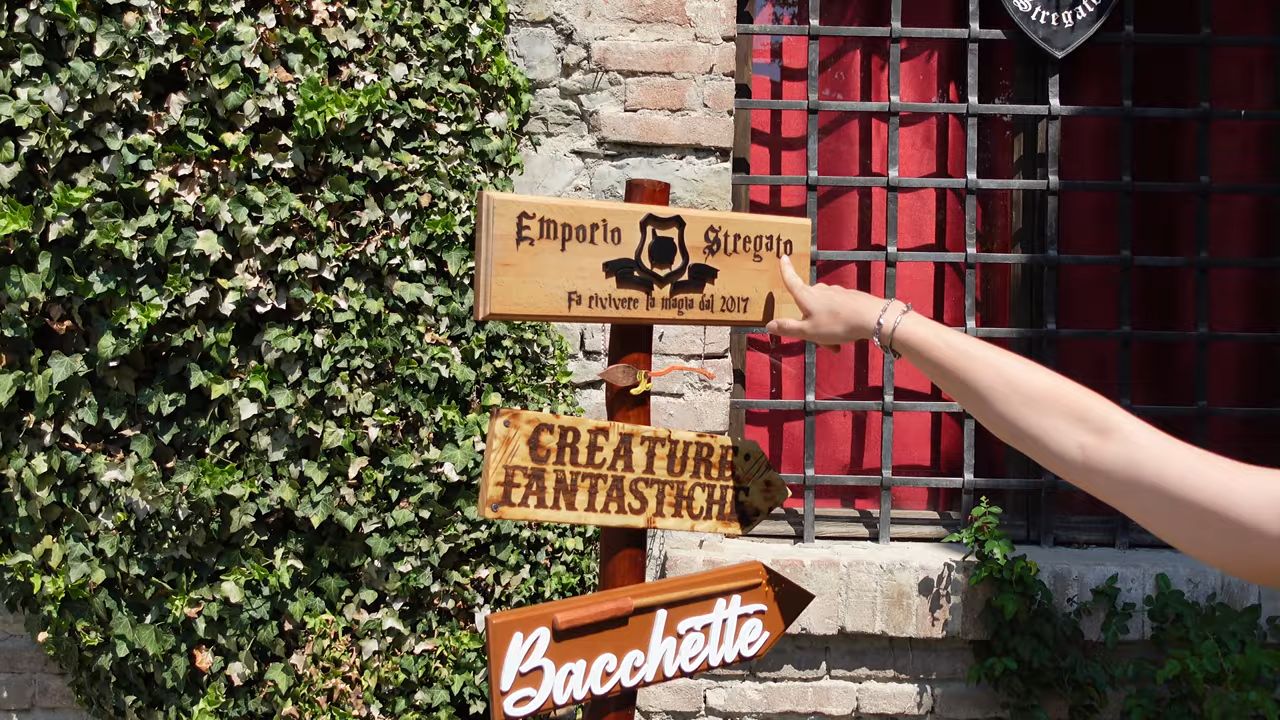 Stregato
Emporio Stregato
Fa rivivere la magia dal 2017
CREATURE
FANTASTICHE
Bacchette